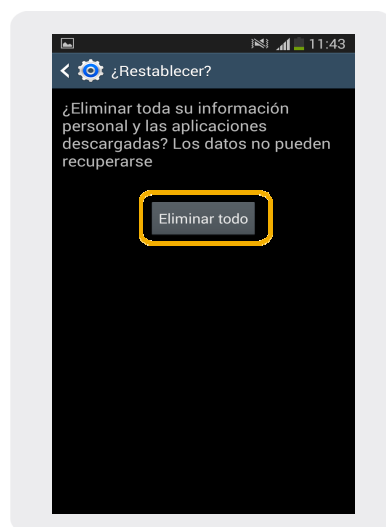 11:43
¿Restablecer?
¿Eliminar toda su información
personal y las aplicaciones
descargadas? Los datos no pueden
recuperarse
Eliminar todo